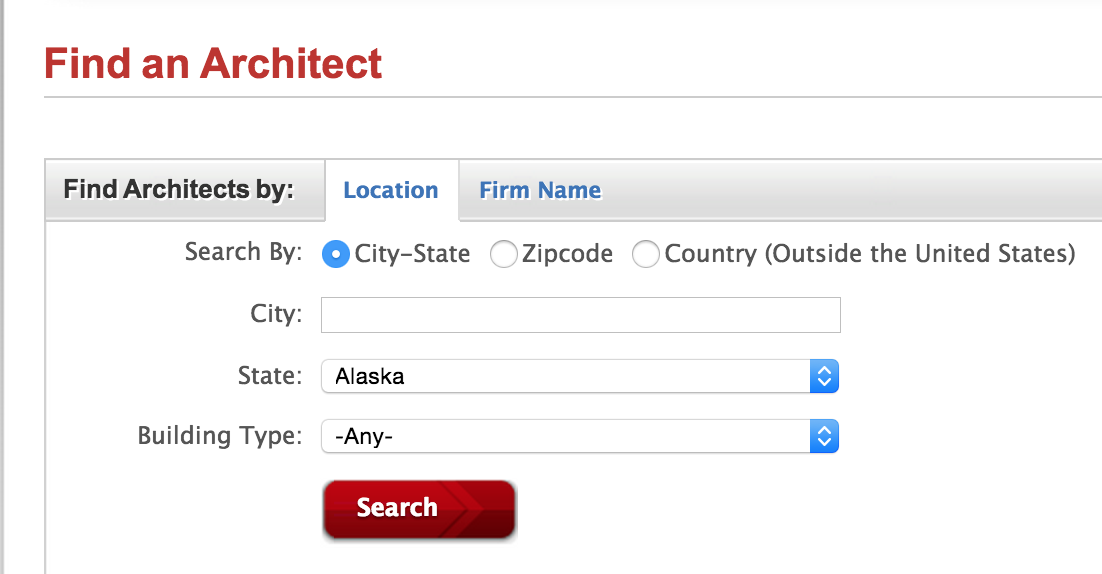 Find an Architect
Find Architects by: Location Firm Name
Search By: City-State Zipcode Country (Outside the United States)
City:
State: Alaska
Building Type: -Any-
Search